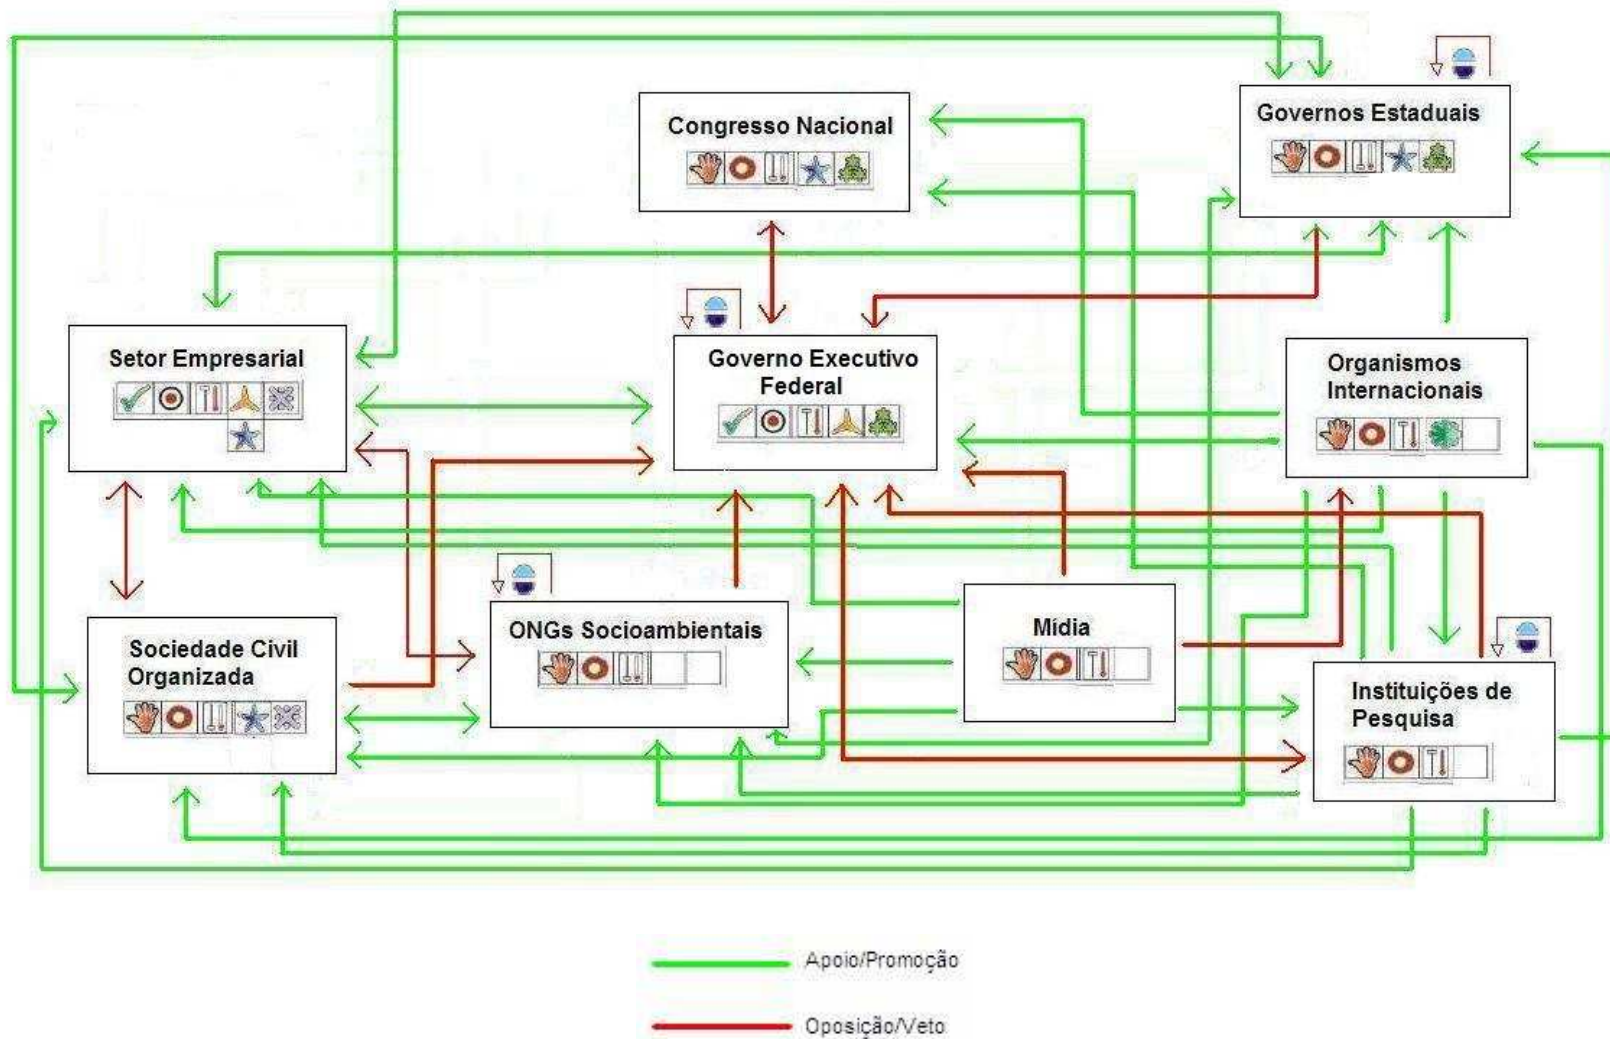 Congresso Nacional
Governos Estaduais
Setor Empresarial
Governo Executivo
Federal
Organismos
Internacionais
Sociedade Civil
Organizada
ONGs Socioambientais
Mídia
Instituições de
Pesquisa
Apoio/Promoção
Oposição/Veto